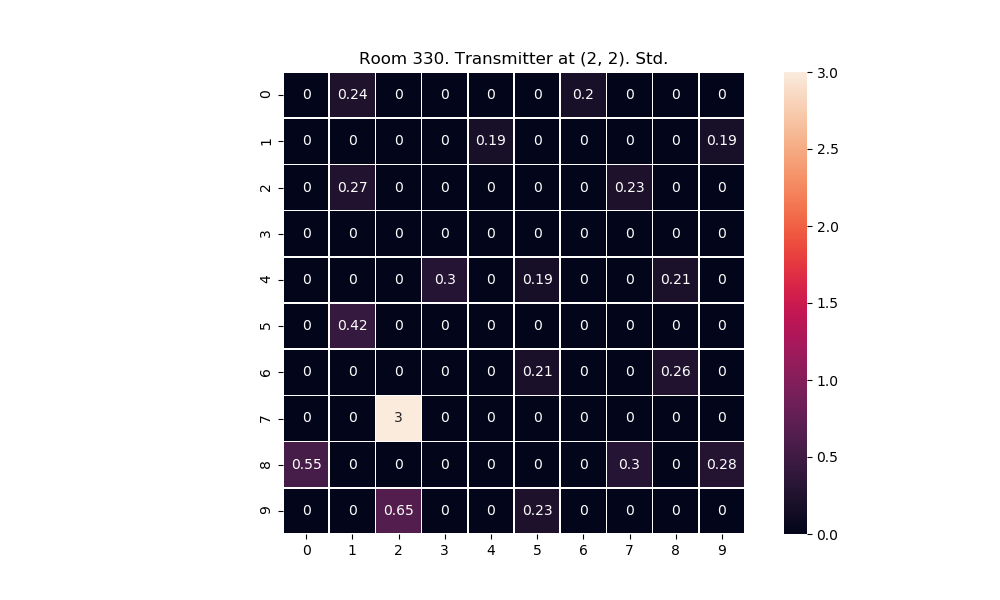 Room 330. Transmitter at (2, 2). Std.
0 0 0.24 0 0 0 0 0.2 0 0 0
1 0 0 0 0 0.19 0 0 0 0 0.19
2 0 0.27 0 0 0 0 0 0.23 0 0
3 0 0 0 0 0 0 0 0 0 0
4 0 0 0 0.3 0 0.19 0 0 0.21 0
5 0 0.42 0 0 0 0 0 0 0 0
6 0 0 0 0 0 0.21 0 0 0.26 0
7 0 0 3 0 0 0 0 0 0 0
8 0.55 0 0 0 0 0 0 0.3 0 0.28
9 0 0 0.65 0 0 0.23 0 0 0 0
0 1 2 3 4 5 6 7 8 9
3.0
2.5
2.0
1.5
1.0
0.5
0.0